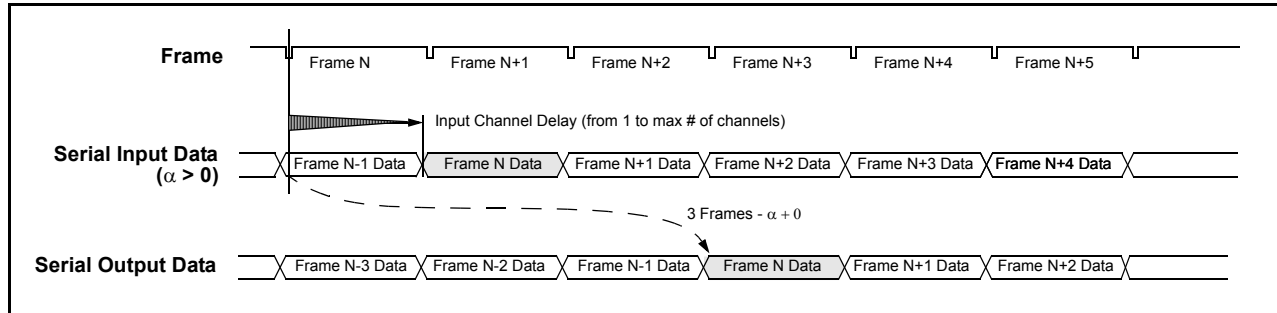 Frame
Frame N Frame N+1 Frame N+2 Frame N+3 Frame N+4 Frame N+5
Input Channel Delay (from 1 to max # of channels)
Serial Input Data
(α > 0)
Frame N-1 Data Frame N Data Frame N+1 Data Frame N+2 Data Frame N+3 Data Frame N+4 Data
3 Frames - α + 0
Serial Output Data
Frame N-3 Data Frame N-2 Data Frame N-1 Data Frame N Data Frame N+1 Data Frame N+2 Data